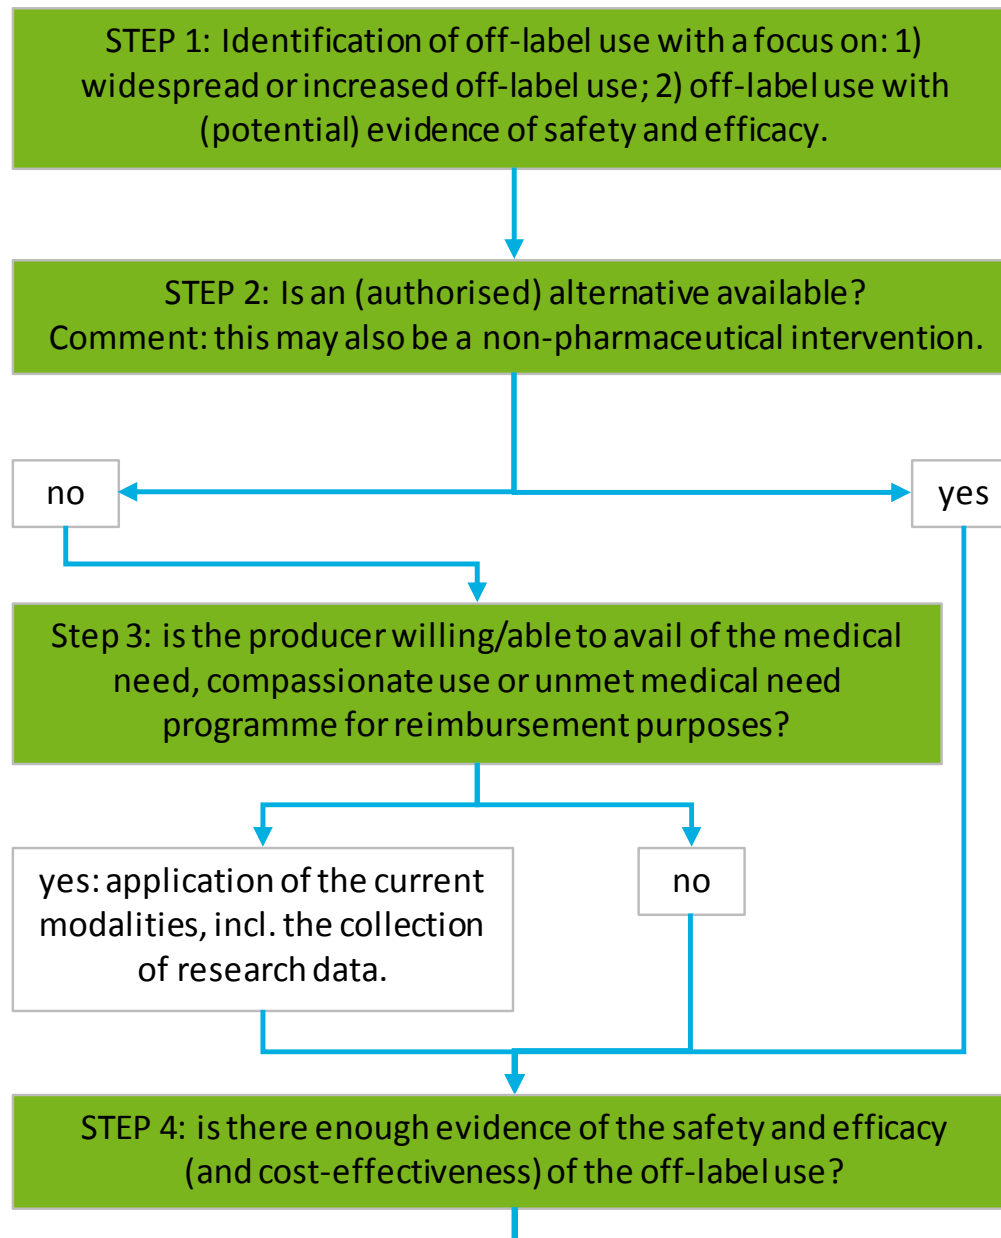 STEP 1: Identification of off-label use with a focus on: 1)
widespread or increased off-label use; 2) off-label use with
(potential) evidence of safety and efficacy.
STEP 2: Is an (authorised) alternative available?
Comment: this may also be a non-pharmaceutical intervention.
no
yes
Step 3: is the producer willing/able to avail of the medical
need, compassionate use or unmet medical need
programme for reimbursement purposes?
yes: application of the current
modalities, incl. the collection
of research data.
no
STEP 4: is there enough evidence of the safety and efficacy
(and cost-effectiveness) of the off-label use?